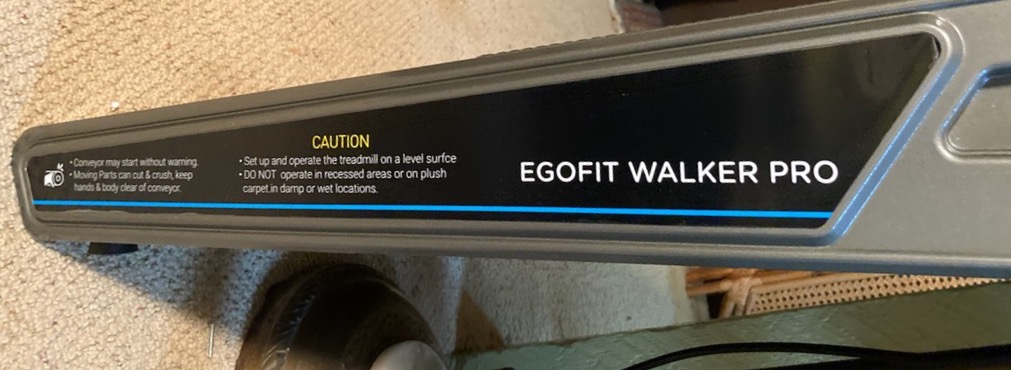 • Conveyor may start without warning.
• Moving Parts can cut & crush, keep
hands & body clear of conveyor.
CAUTION
• Set up and operate the treadmill on a level surfce
• DO NOT operate in recessed areas or on plush
carpet.in damp or wet locations.
EGOFIT WALKER PRO